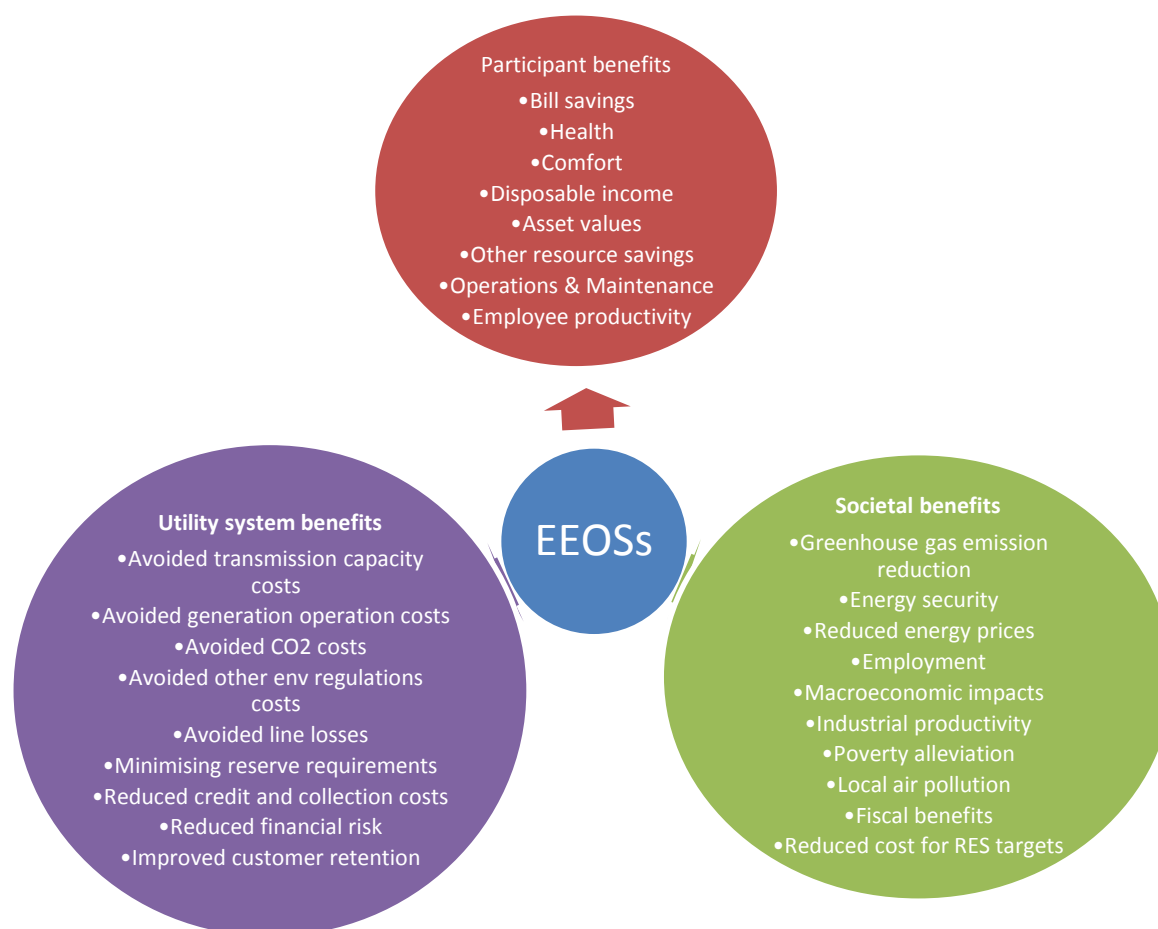 Participant benefits
•Bill savings
•Health
•Comfort
•Disposable income
•Asset values
•Other resource savings
•Operations & Maintenance
•Employee productivity
EEOSs
Utility system benefits
•Avoided transmission capacity
costs
•Avoided generation operation costs
•Avoided CO2 costs
•Avoided other env regulations
costs
•Avoided line losses
•Minimising reserve requirements
•Reduced credit and collection costs
•Reduced financial risk
•Improved customer retention
Societal benefits
•Greenhouse gas emission
reduction
•Energy security
•Reduced energy prices
•Employment
•Macroeconomic impacts
•Industrial productivity
•Poverty alleviation
•Local air pollution
•Fiscal benefits
•Reduced cost for RES targets